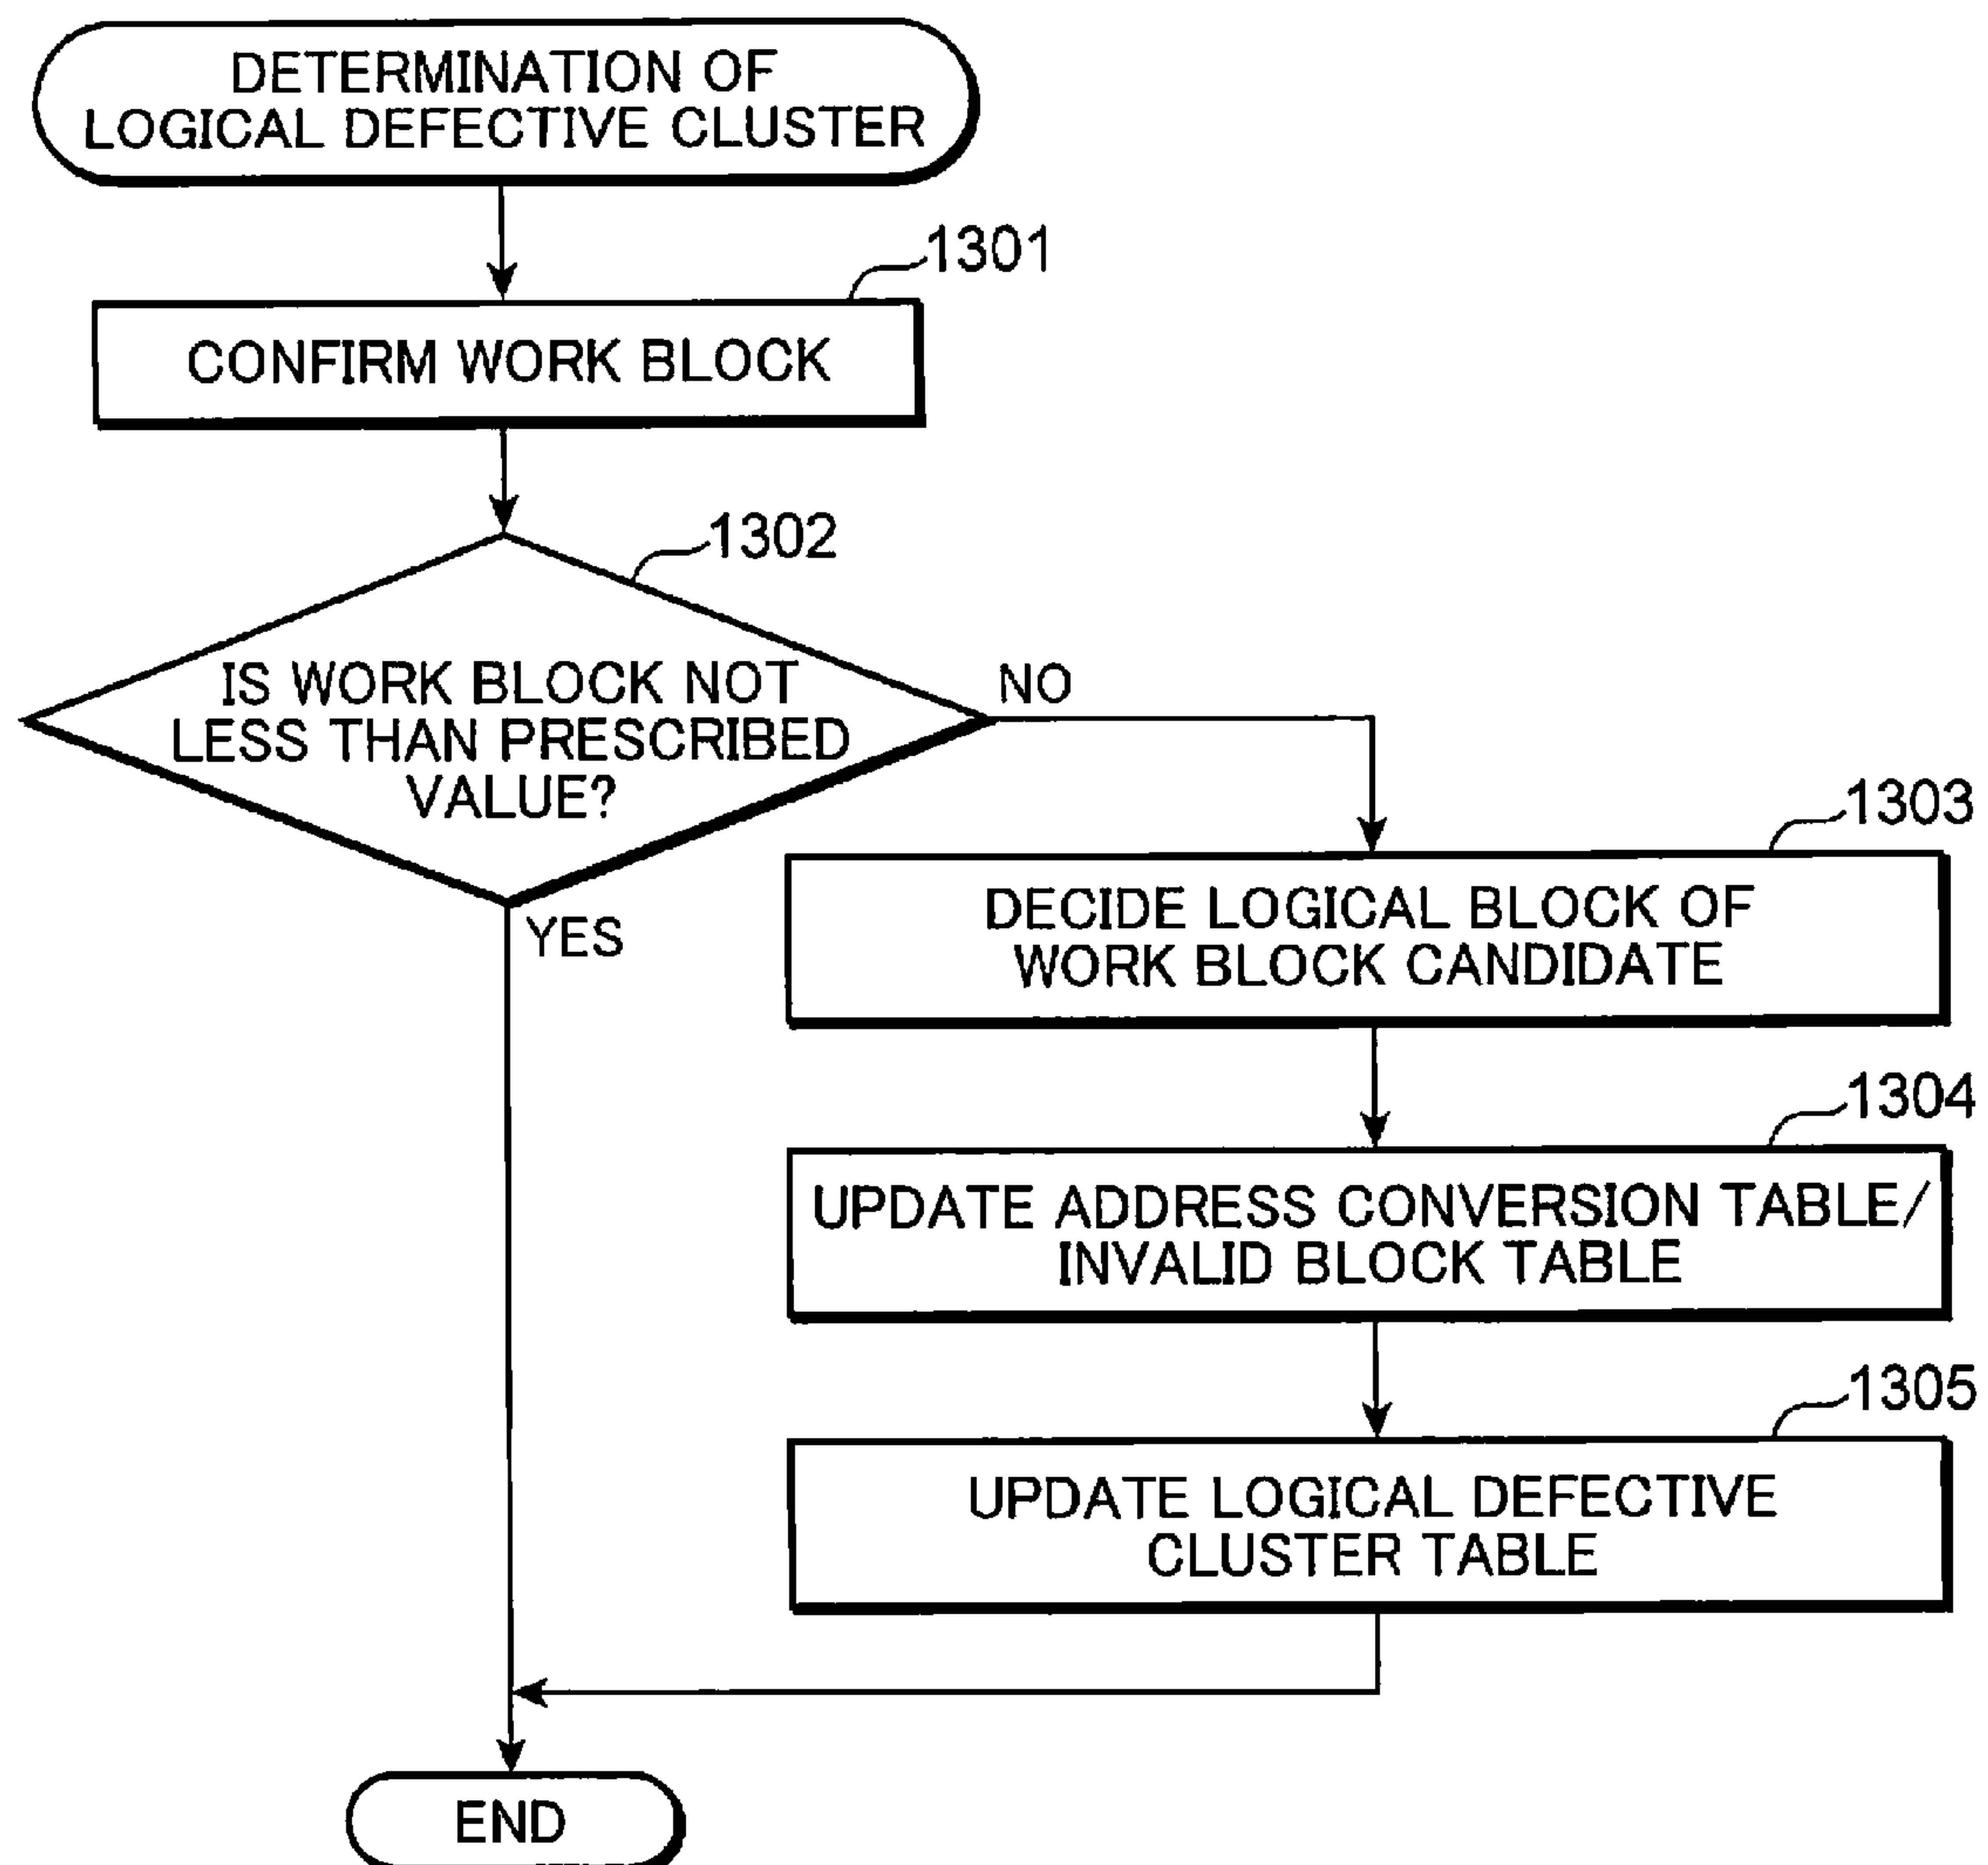 DETERMINATION OF
LOGICAL DEFECTIVE CLUSTER
1301
CONFIRM WORK BLOCK
1302
IS WORK BLOCK NOT
LESS THAN PRESCRIBED
VALUE?
NO
YES
1303
DECIDE LOGICAL BLOCK OF
WORK BLOCK CANDIDATE
1304
UPDATE ADDRESS CONVERSION TABLE/
INVALID BLOCK TABLE
1305
UPDATE LOGICAL DEFECTIVE
CLUSTER TABLE
END